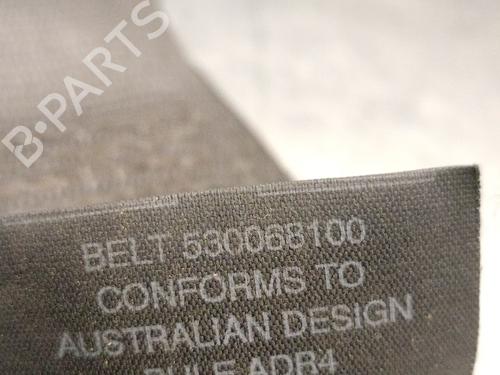 B-PARTS
BELT 530068100
CONFORMS TO
AUSTRALIAN DESIGN
RULE ADR4